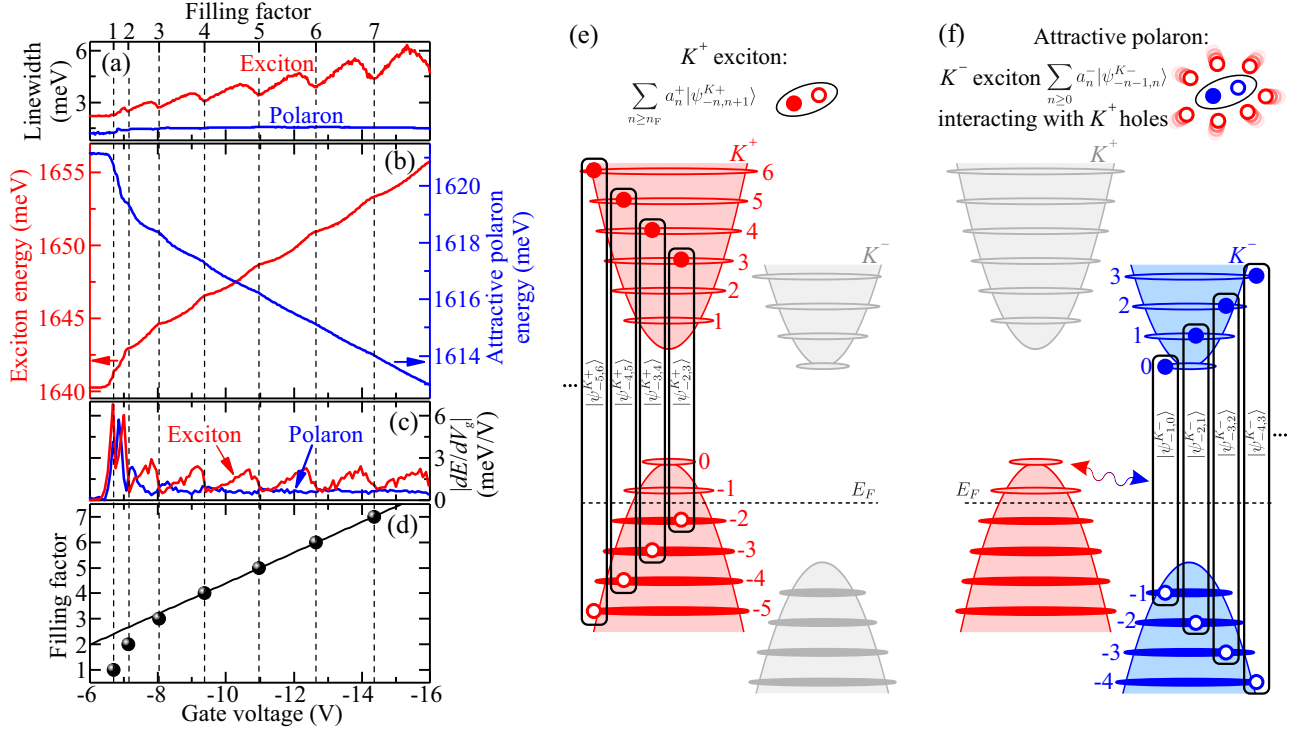 Filling factor
1 2 3 4 5 6 7
(a)
Linewidth
(meV)
6
3
Exciton
Polaron
(b)
Exciton energy (meV)
1655
1650
1645
1640
1620
1618
1616
1614
Attractive polaron
energy (meV)
(c)
Exciton
Polaron
6
3
0
|dE/dV_g|
(meV/V)
(d)
Filling factor
7
6
5
4
3
2
1
-6 -8 -10 -12 -14 -16
Gate voltage (V)
(e)
K⁺ exciton:
∑_{n≥n_F} a_n^+|ψ^{K+}_{-n,n+1}⟩
K⁺
6
5
4
3
2
1
K⁻
...
|ψ^{K+}_{-5,6}⟩
|ψ^{K+}_{-4,5}⟩
|ψ^{K+}_{-3,4}⟩
|ψ^{K+}_{-2,3}⟩
0
-1
E_F
-2
-3
-4
-5
(f)
Attractive polaron:
K⁻ exciton ∑_{n≥0} a_n^-|ψ^{K-}_{-n-1,n}⟩
interacting with K⁺ holes
K⁺
K⁻
3
2
1
0
|ψ^{K-}_{-1,0}⟩
|ψ^{K-}_{-2,1}⟩
|ψ^{K-}_{-3,2}⟩
|ψ^{K-}_{-4,3}⟩
...
E_F
-1
-2
-3
-4